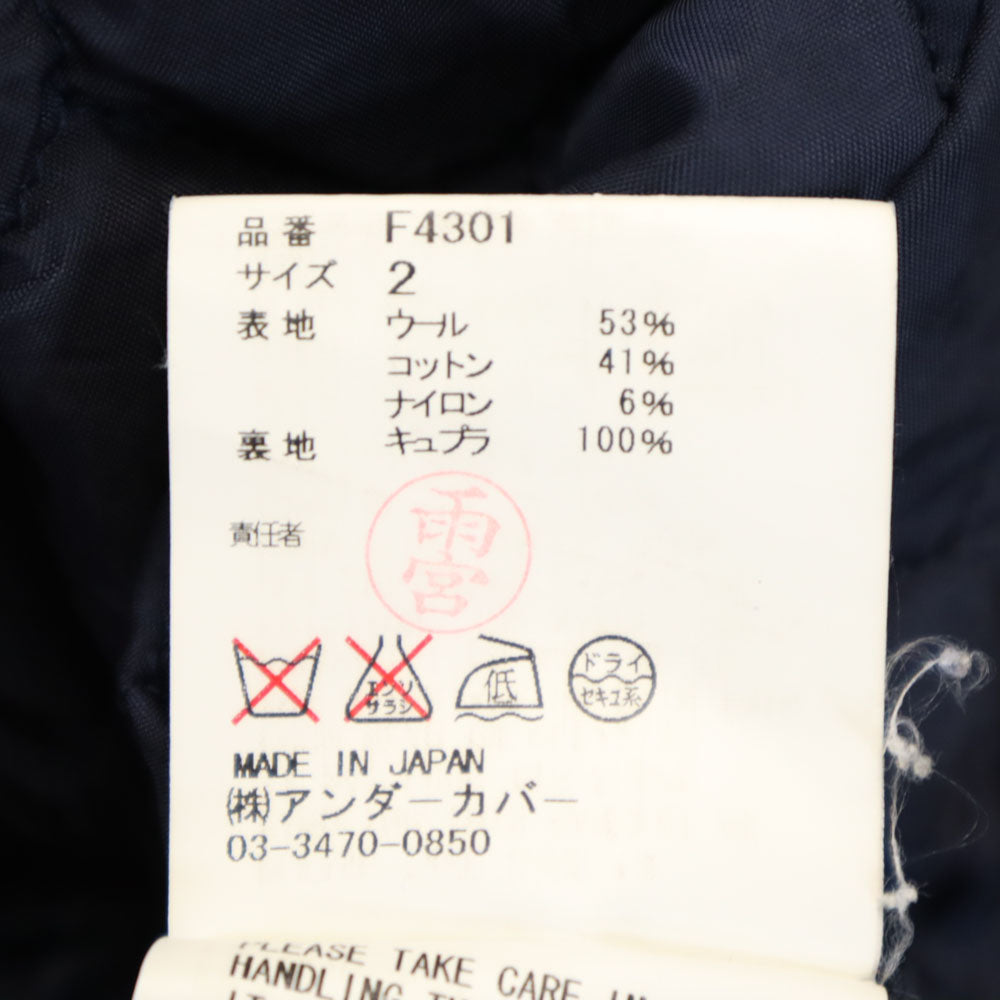 品番 F4301
サイズ 2
表地 ウール 53%
コットン 41%
ナイロン 6%
裏地 キュプラ 100%
責任者 雨宮
エンソサラシ 低 ドライセキユ系
MADE IN JAPAN
㈱アンダーカバー
03-3470-0850
PLEASE TAKE CARE IN
HANDLING